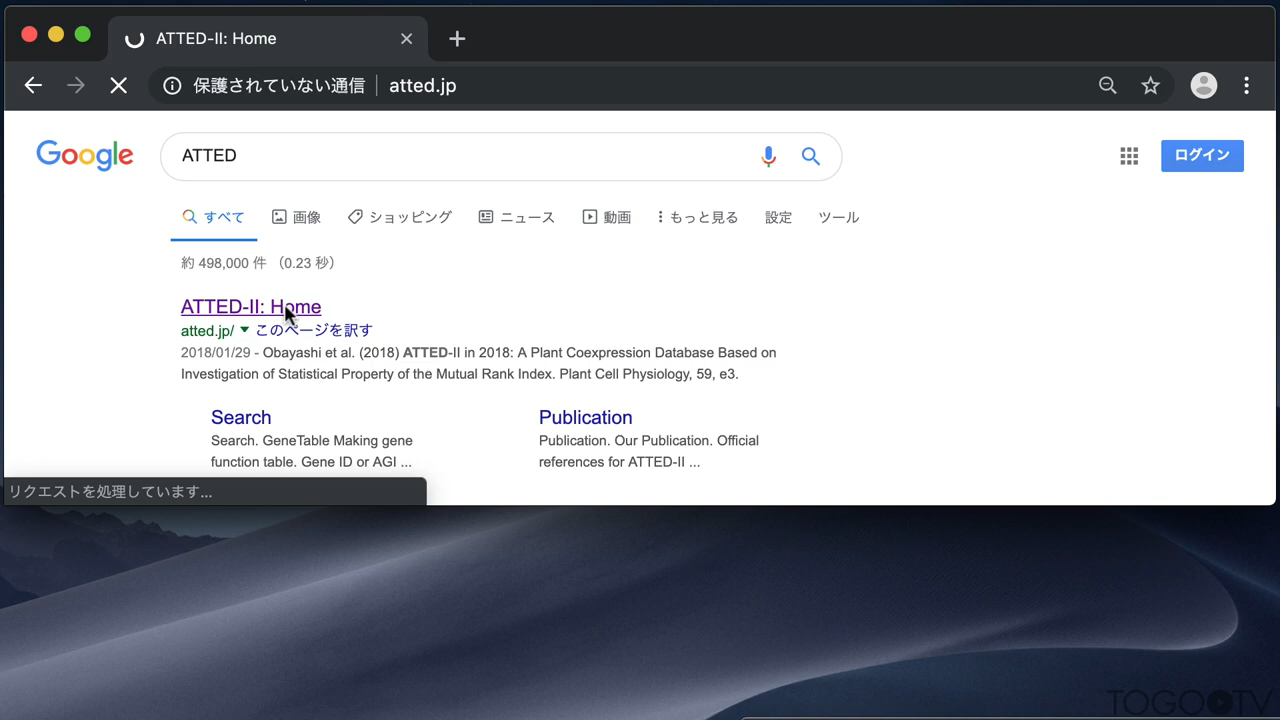 ATTED-II: Home
保護されていない通信 atted.jp
Google ATTED ログイン
すべて 画像 ショッピング ニュース 動画 もっと見る 設定 ツール
約 498,000 件 （0.23 秒）
ATTED-II: Home
atted.jp/ このページを訳す
2018/01/29 - Obayashi et al. (2018) ATTED-II in 2018: A Plant Coexpression Database Based on
Investigation of Statistical Property of the Mutual Rank Index. Plant Cell Physiology, 59, e3.
Search
Search. GeneTable Making gene
function table. Gene ID or AGI ...
Publication
Publication. Our Publication. Official
references for ATTED-II ...
リクエストを処理しています...
TOGOTV